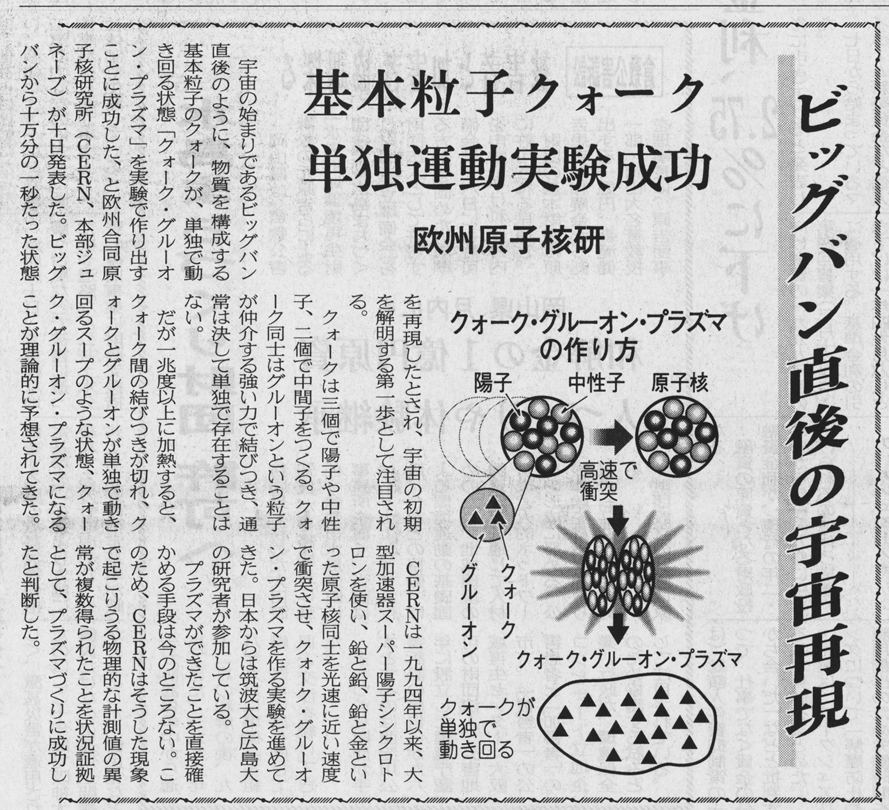 ビッグバン直後の宇宙再現
基本粒子クォーク
単独運動実験成功
欧州原子核研
宇宙の始まりであるビッグバン
直後のように、物質を構成する
基本粒子のクォークが、単独で動
き回る状態「クォーク・グルーオ
ン・プラズマ」を実験で作り出す
ことに成功した、と欧州合同原
子核研究所（CERN、本部ジュ
ネーブ）が十日発表した。ビッグ
バンから十万分の一秒たった状態
を再現したとされ、宇宙の初期
を解明する第一歩として注目され
る。
クォークは三個で陽子や中性
子、二個で中間子をつくる。クォ
ーク同士はグルーオンという粒子
が仲介する強い力で結びつき、通
常は決して単独で存在することは
ない。
だが一兆度以上に加熱すると、
クォーク間の結びつきが切れ、ク
ォークとグルーオンが単独で動き
回るスープのような状態、クォー
ク・グルーオン・プラズマになる
ことが理論的に予想されてきた。
CERNは一九九四年以来、大
型加速器スーパー陽子シンクロト
ロンを使い、鉛と鉛、鉛と金とい
った原子核同士を光速に近い速度
で衝突させ、クォーク・グルーオ
ン・プラズマを作る実験を進めて
きた。日本からは筑波大と広島大
の研究者が参加している。
プラズマができたことを直接確
かめる手段は今のところない。こ
のため、CERNはそうした現象
で起こりうる物理的な計測値の異
常が複数得られたことを状況証拠
として、プラズマづくりに成功し
たと判断した。
クォーク・グルーオン・プラズマ
の作り方
陽子
中性子
原子核
高速で
衝突
クォーク
グルーオン
クォーク・グルーオン・プラズマ
クォークが
単独で
動き回る